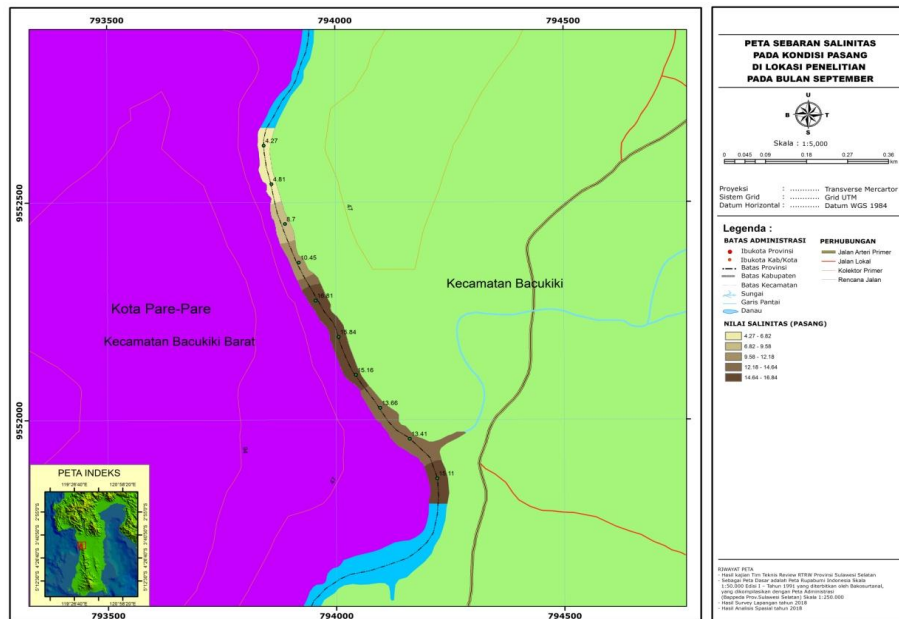 793500 794000 794500
9552500
9552000
793500 794000 794500
4.27
4.81
8.7
10.45
16.81
15.16
13.66
13.41
47
Kota Pare-Pare
Kecamatan Bacukiki Barat
Kecamatan Bacukiki
PETA INDEKS
PETA SEBARAN SALINITAS
PADA KONDISI PASANG
DI LOKASI PENELITIAN
PADA BULAN SEPTEMBER
U
B T
S
Skala : 1:5,000
0 0.045 0.09 0.18 0.27 0.36
km
Proyeksi : ............ Transverse Mercartor
Sistem Grid : ............ Grid UTM
Datum Horizontal : ............ Datum WGS 1984
Legenda :
BATAS ADMINISTRASI
Ibukota Provinsi
Ibukota Kab/Kota
Batas Provinsi
Batas Kabupaten
Batas Kecamatan
Sungai
Garis Pantai
Danau
PERHUBUNGAN
Jalan Arteri Primer
Jalan Lokal
Kolektor Primer
Rencana Jalan
NILAI SALINITAS (PASANG)
4.27 - 6.82
6.82 - 9.56
9.56 - 12.18
12.18 - 14.64
14.64 - 16.84
RIWAYAT PETA
- Hasil kajian Tim Teknis Review RTRW Provinsi Sulawesi Selatan
- Sebagai Peta Dasar adalah Peta Rupabumi Indonesia Skala
1:50.000 Edisi I - Tahun 1991 yang diterbitkan oleh Bakosurtanal,
yang dikompilasikan dengan Peta Administrasi
(Bappeda Prov.Sulawesi Selatan) Skala 1:250.000
- Hasil Survey Lapangan tahun 2018
- Hasil Analisis Spasial tahun 2018